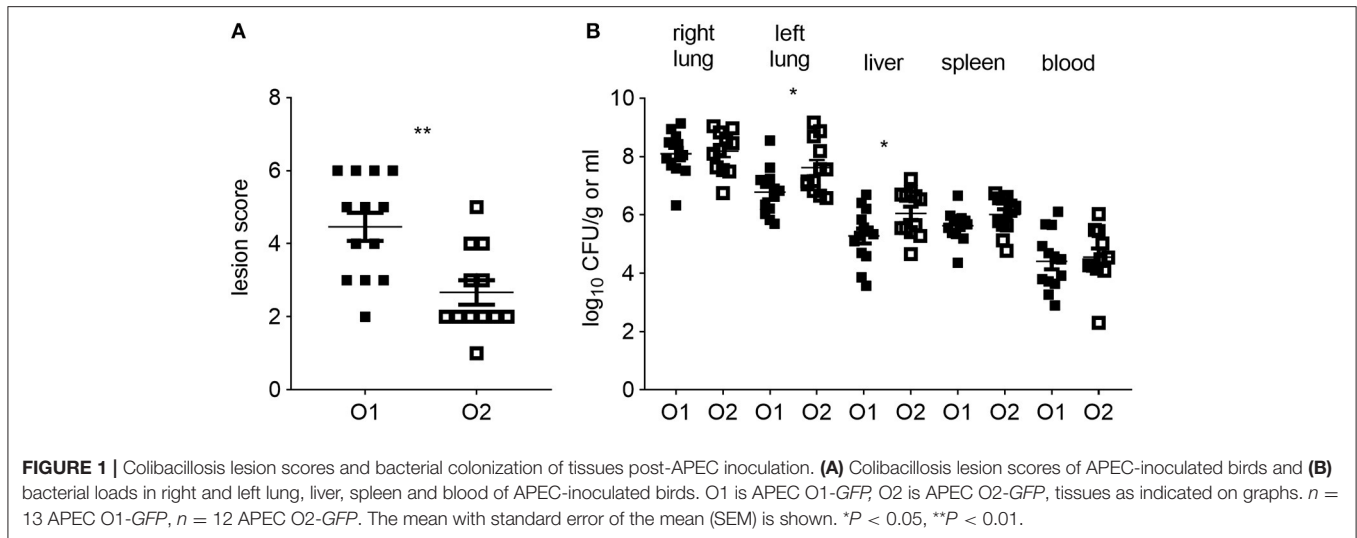 A
B
right lung
left lung
liver
spleen
blood
lesion score
8
6
4
2
0
**
O1 O2
log10 CFU/g or ml
10
8
6
4
2
0
*
*
O1 O2 O1 O2 O1 O2 O1 O2 O1 O2
FIGURE 1 | Colibacillosis lesion scores and bacterial colonization of tissues post-APEC inoculation. (A) Colibacillosis lesion scores of APEC-inoculated birds and (B)
bacterial loads in right and left lung, liver, spleen and blood of APEC-inoculated birds. O1 is APEC O1-GFP, O2 is APEC O2-GFP, tissues as indicated on graphs. n =
13 APEC O1-GFP, n = 12 APEC O2-GFP. The mean with standard error of the mean (SEM) is shown. *P < 0.05, **P < 0.01.